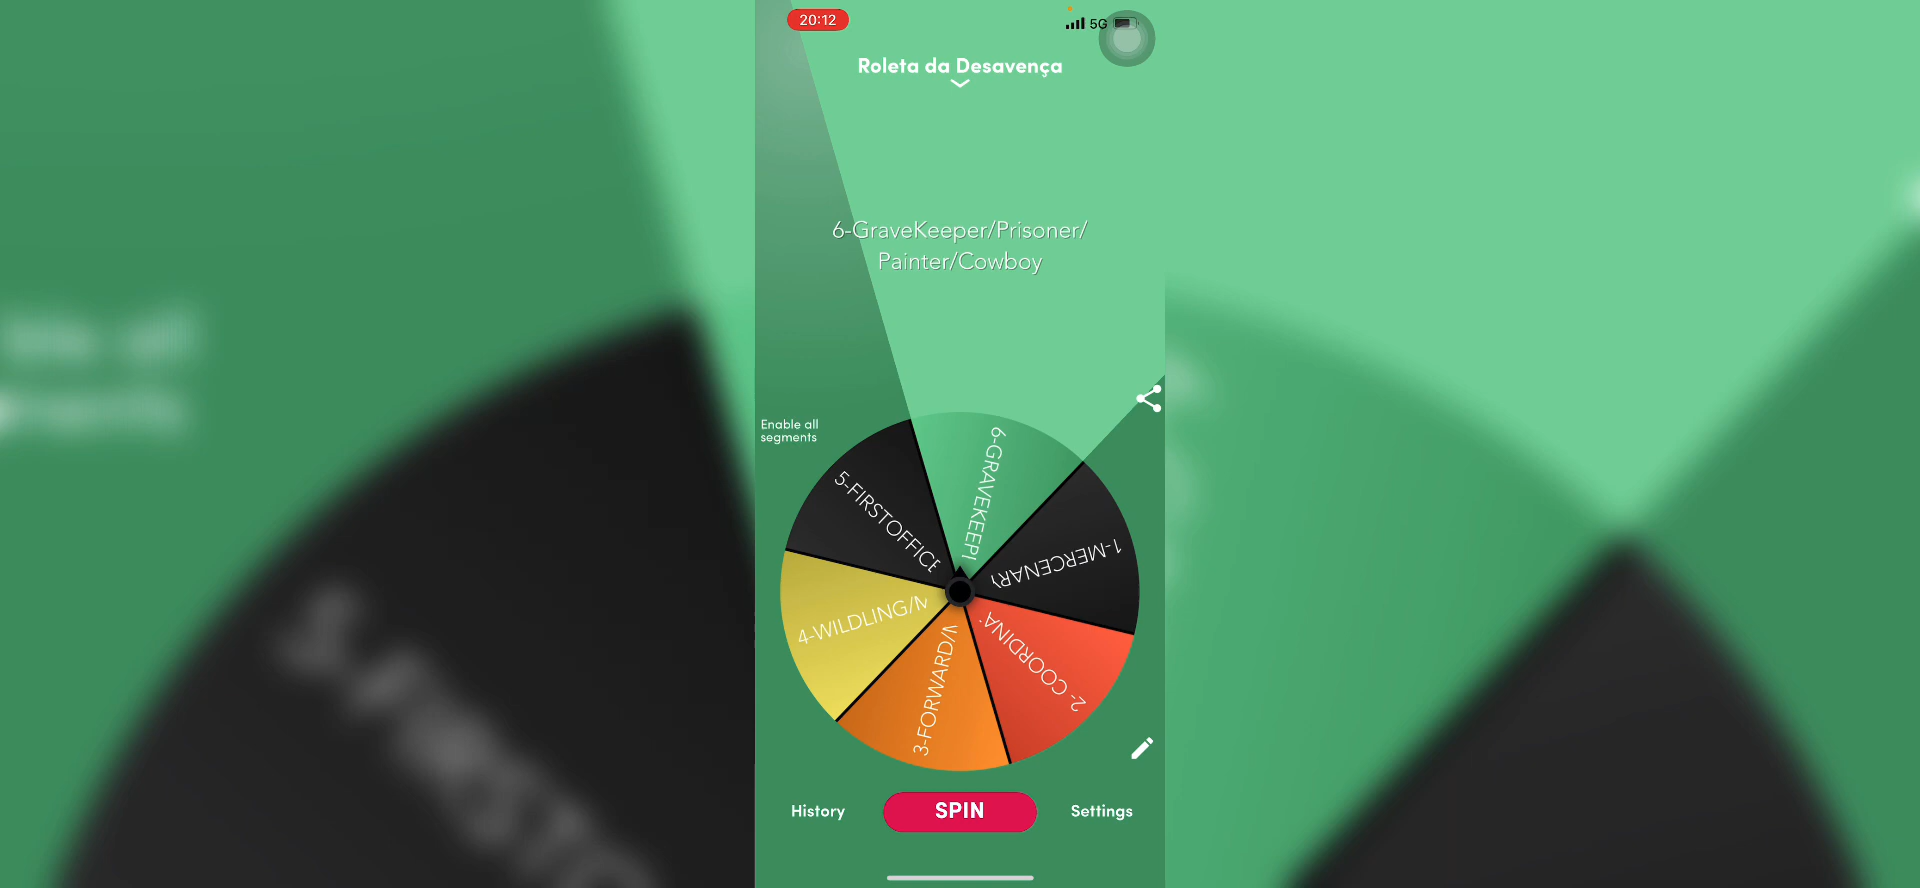 20:12
5G
Roleta da Desavença
6-GraveKeeper/Prisoner/
Painter/Cowboy
Enable all
segments
6-GRAVEKEEP
1-MERCENARY
2- COORDINA
3-FORWARD/
4-WILDLING/
5-FIRSTOFFICE
History
SPIN
Settings